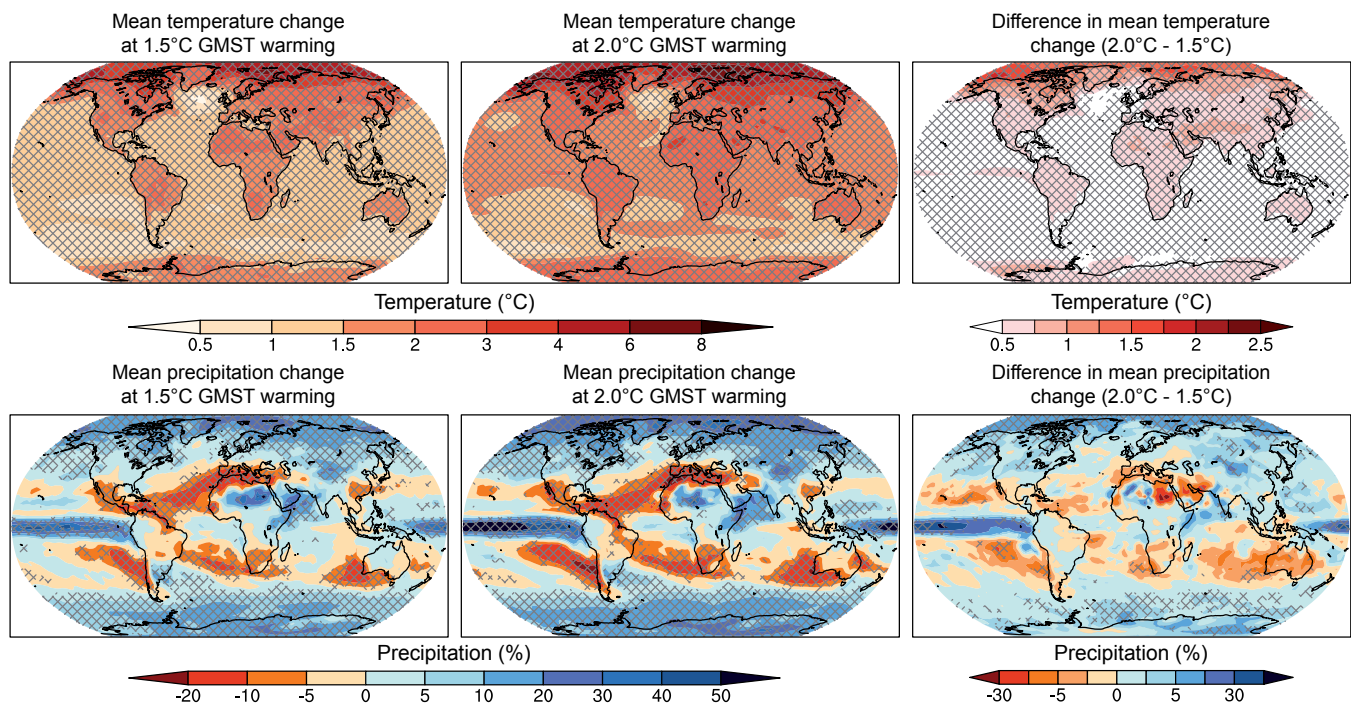 Mean temperature change
at 1.5°C GMST warming
Mean temperature change
at 2.0°C GMST warming
Difference in mean temperature
change (2.0°C - 1.5°C)
Temperature (°C)
0.5 1 1.5 2 3 4 6 8
Temperature (°C)
0.5 1 1.5 2 2.5
Mean precipitation change
at 1.5°C GMST warming
Mean precipitation change
at 2.0°C GMST warming
Difference in mean precipitation
change (2.0°C - 1.5°C)
Precipitation (%)
-20 -10 -5 0 5 10 20 30 40 50
Precipitation (%)
-30 -5 0 5 30